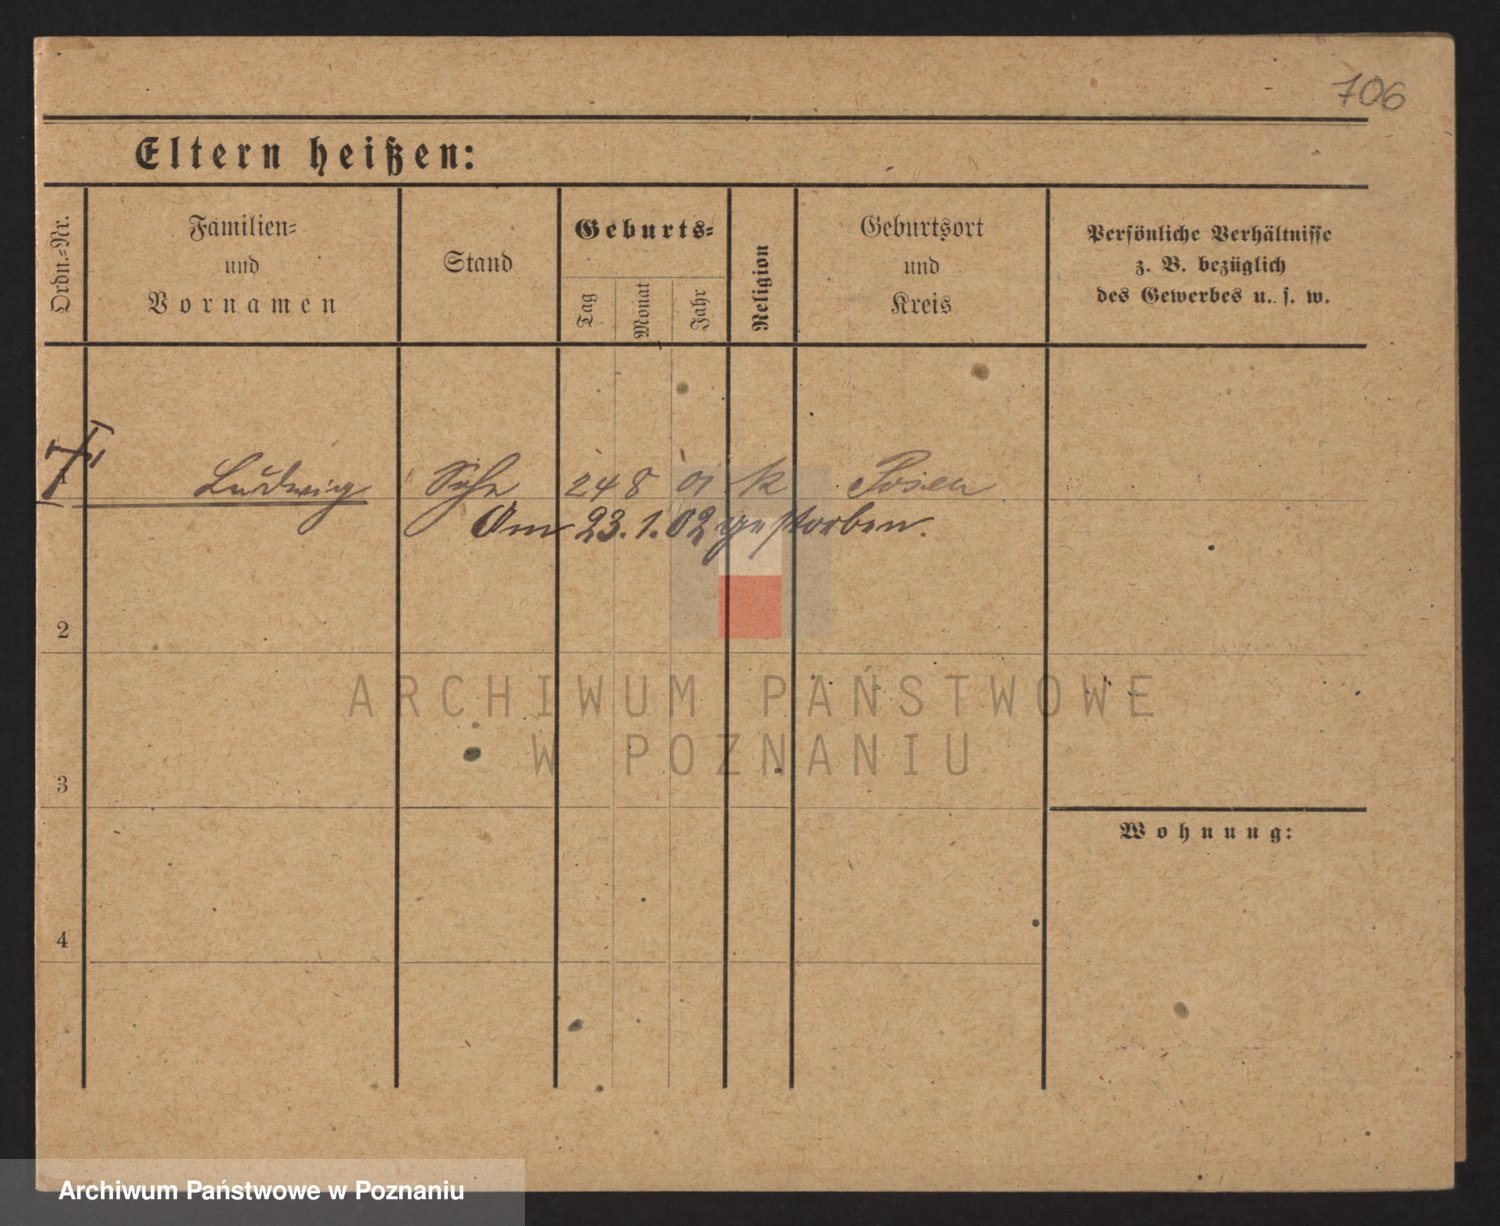 706
Eltern heißen:
Ordn.-Nr.
Familien-
und
Vornamen
Stand
Geburts-
Tag
Monat
Jahr
Religion
Geburtsort
und
Kreis
Persönliche Verhältnisse
z. B. bezüglich
des Gewerbes u. s. w.
Ludwig Sohn 24 8 01 k Posen
Am 23.1.02 gestorben.
2
3
4
Wohnung:
ARCHIWUM PAŃSTWOWE
W POZNANIU
Archiwum Państwowe w Poznaniu